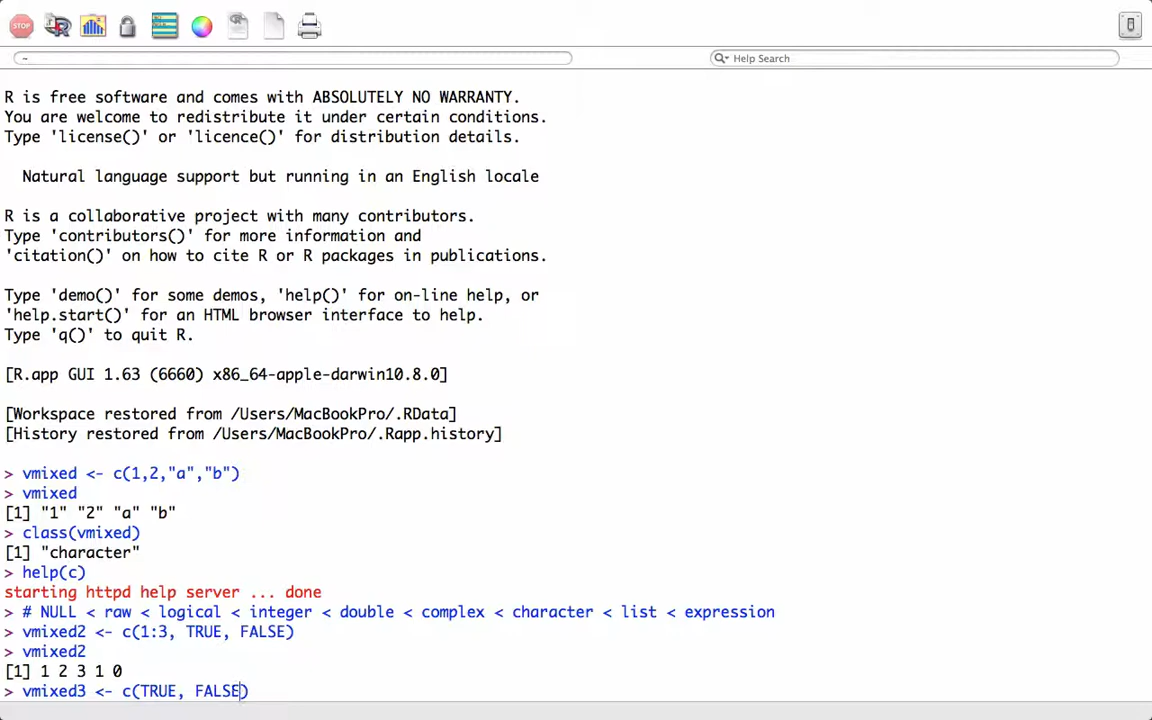 STOP
~
Help Search
R is free software and comes with ABSOLUTELY NO WARRANTY.
You are welcome to redistribute it under certain conditions.
Type 'license()' or 'licence()' for distribution details.
Natural language support but running in an English locale
R is a collaborative project with many contributors.
Type 'contributors()' for more information and
'citation()' on how to cite R or R packages in publications.
Type 'demo()' for some demos, 'help()' for on-line help, or
'help.start()' for an HTML browser interface to help.
Type 'q()' to quit R.
[R.app GUI 1.63 (6660) x86_64-apple-darwin10.8.0]
[Workspace restored from /Users/MacBookPro/.RData]
[History restored from /Users/MacBookPro/.Rapp.history]
> vmixed <- c(1,2,"a","b")
> vmixed
[1] "1" "2" "a" "b"
> class(vmixed)
[1] "character"
> help(c)
starting httpd help server ... done
> # NULL < raw < logical < integer < double < complex < character < list < expression
> vmixed2 <- c(1:3, TRUE, FALSE)
> vmixed2
[1] 1 2 3 1 0
> vmixed3 <- c(TRUE, FALSE)